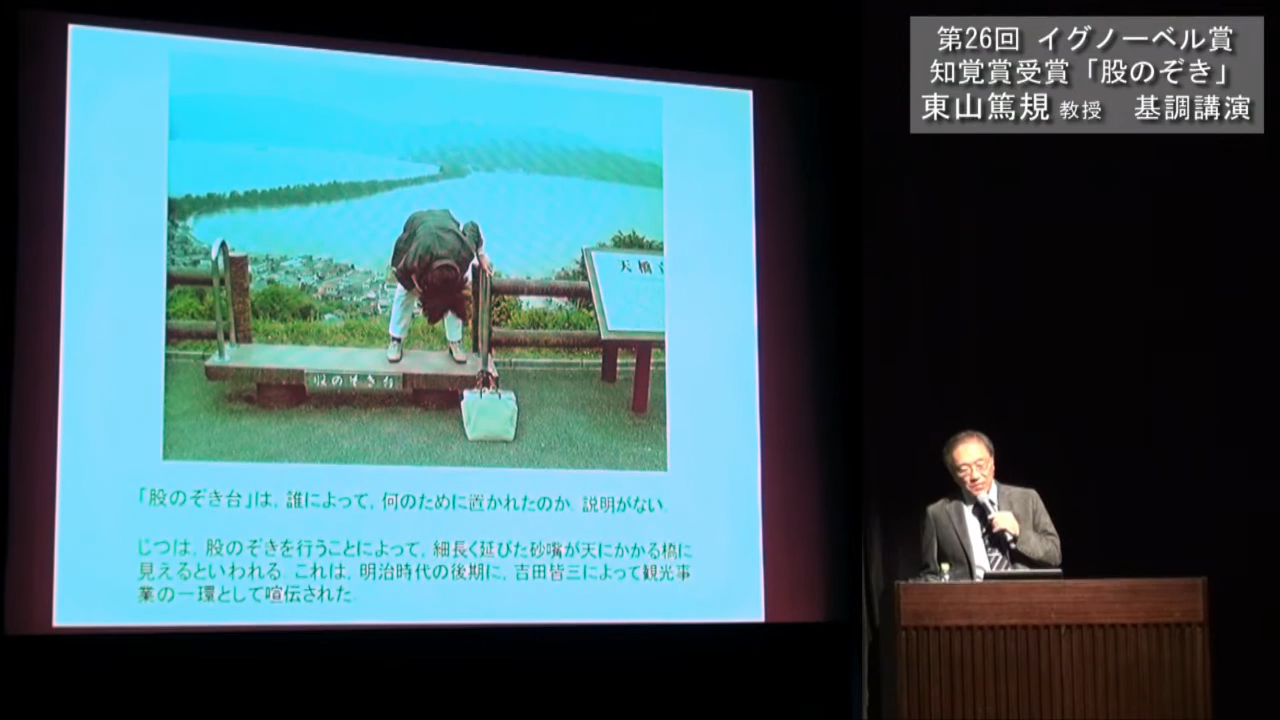 第26回 イグノーベル賞
知覚賞受賞「股のぞき」
東山篤規 教授 基調講演
天橋
股のぞき台
「股のぞき台」は，誰によって，何のために置かれたのか，説明がない．
じつは，股のぞきを行うことによって，細長く延びた砂嘴が天にかかる橋に
見えるといわれる．これは，明治時代の後期に，吉田皆三によって観光事
業の一環として喧伝された．